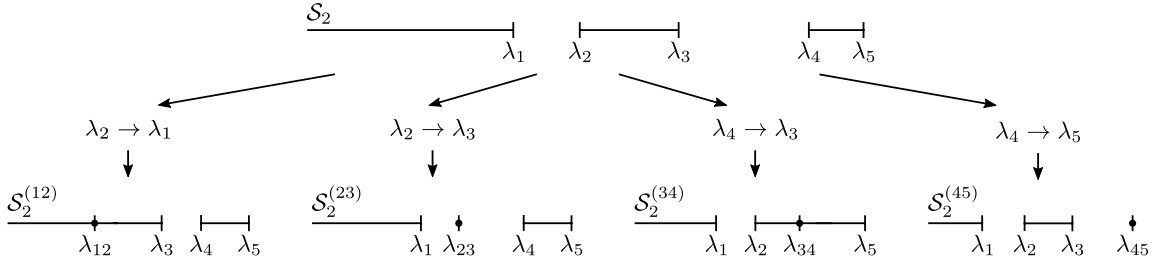 𝒮₂
λ₁ λ₂ λ₃ λ₄ λ₅
λ₂ → λ₁ λ₂ → λ₃ λ₄ → λ₃ λ₄ → λ₅
𝒮₂⁽¹²⁾ 𝒮₂⁽²³⁾ 𝒮₂⁽³⁴⁾ 𝒮₂⁽⁴⁵⁾
λ₁₂ λ₃ λ₄ λ₅ λ₁ λ₂₃ λ₄ λ₅ λ₁ λ₂ λ₃₄ λ₅ λ₁ λ₂ λ₃ λ₄₅